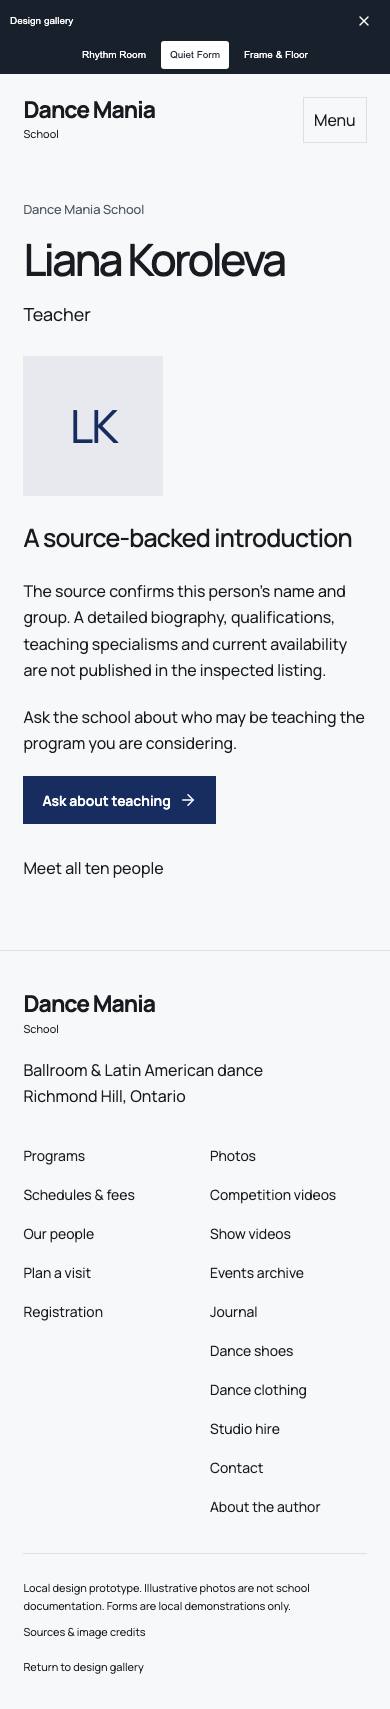 Design gallery
Rhythm Room
Quiet Form
Frame & Floor
Dance Mania
School
Menu
Dance Mania School
Liana Koroleva
Teacher
LK
A source-backed introduction
The source confirms this person's name and
group. A detailed biography, qualifications,
teaching specialisms and current availability
are not published in the inspected listing.
Ask the school about who may be teaching the
program you are considering.
Ask about teaching
Meet all ten people
Dance Mania
School
Ballroom & Latin American dance
Richmond Hill, Ontario
Programs
Schedules & fees
Our people
Plan a visit
Registration
Photos
Competition videos
Show videos
Events archive
Journal
Dance shoes
Dance clothing
Studio hire
Contact
About the author
Local design prototype. Illustrative photos are not school
documentation. Forms are local demonstrations only.
Sources & image credits
Return to design gallery